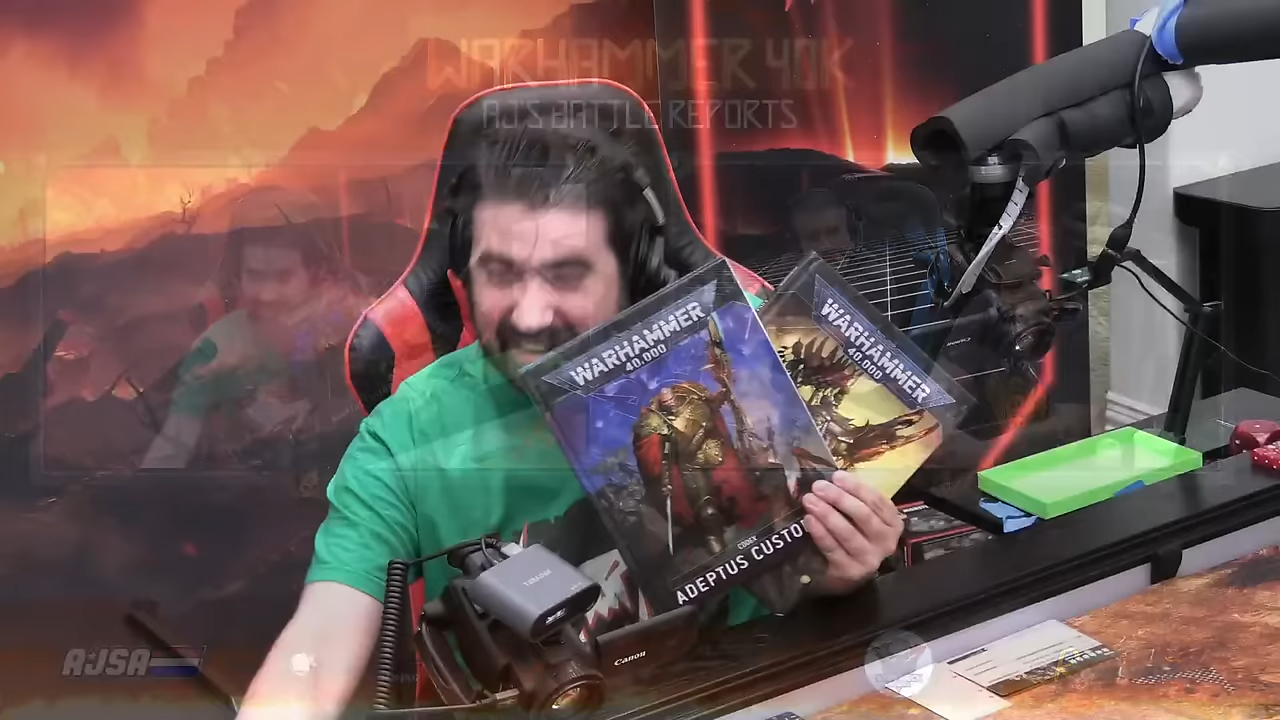 WARHAMMER 40K
AJ'S BATTLE REPORTS
WARHAMMER
40,000
WARHAMMER
40,000
CODEX
ADEPTUS CUSTO
Canon
AJSA